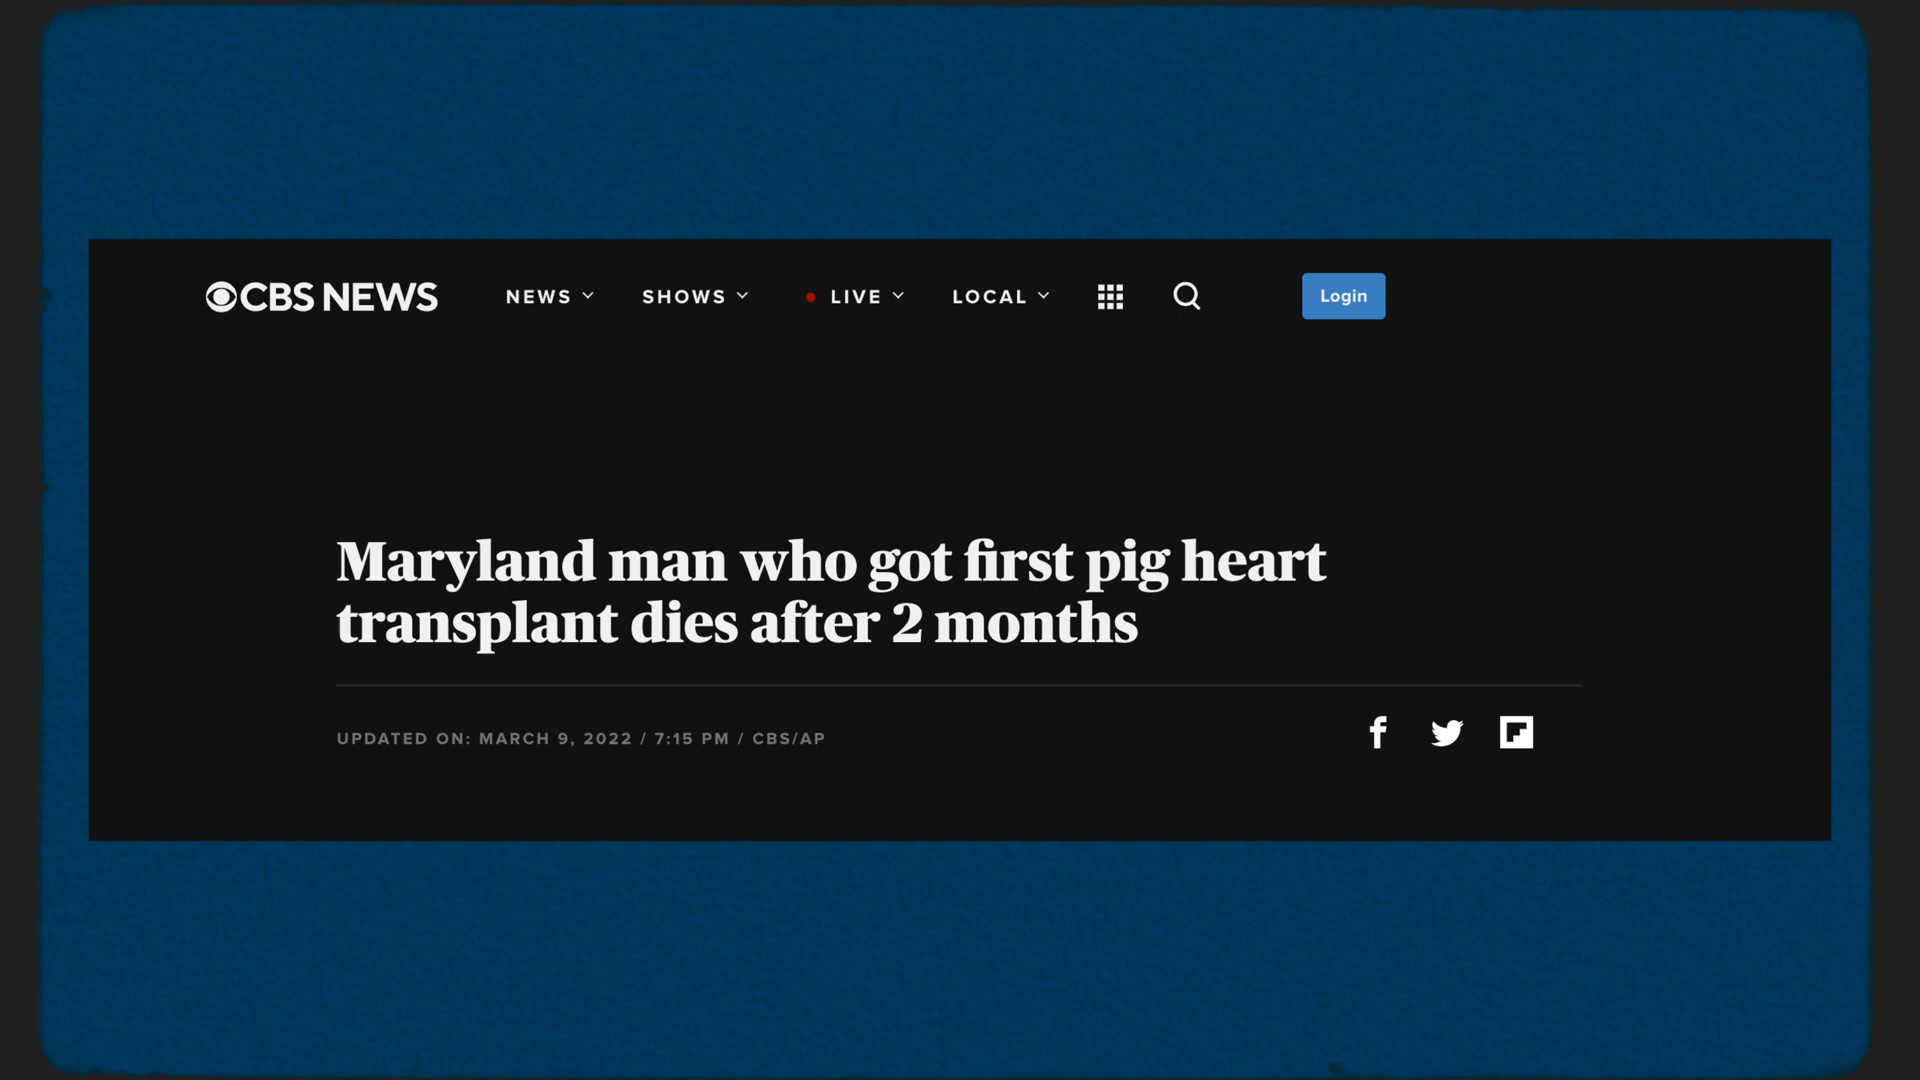 CBS NEWS NEWS SHOWS LIVE LOCAL Login
Maryland man who got first pig heart
transplant dies after 2 months
UPDATED ON: MARCH 9, 2022 / 7:15 PM / CBS/AP